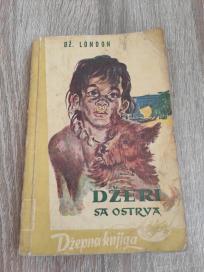 DŽ. LONDON
DŽERI
SA OSTRVA
Džepna knjiga